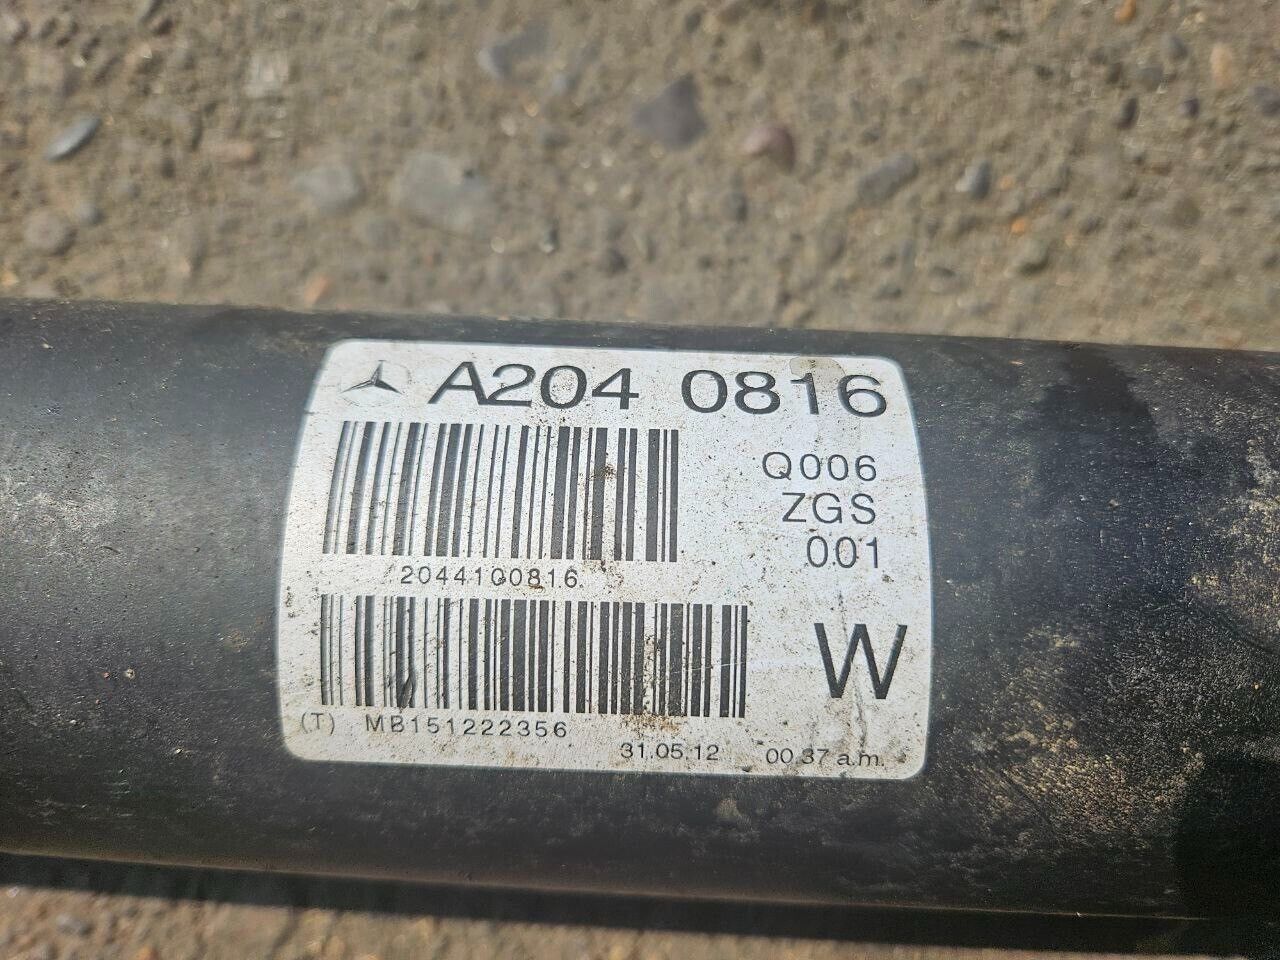 A204 0816
Q006
ZGS
001
2044100816
W
(T) MB151222356
31.05.12 00.37 a.m.